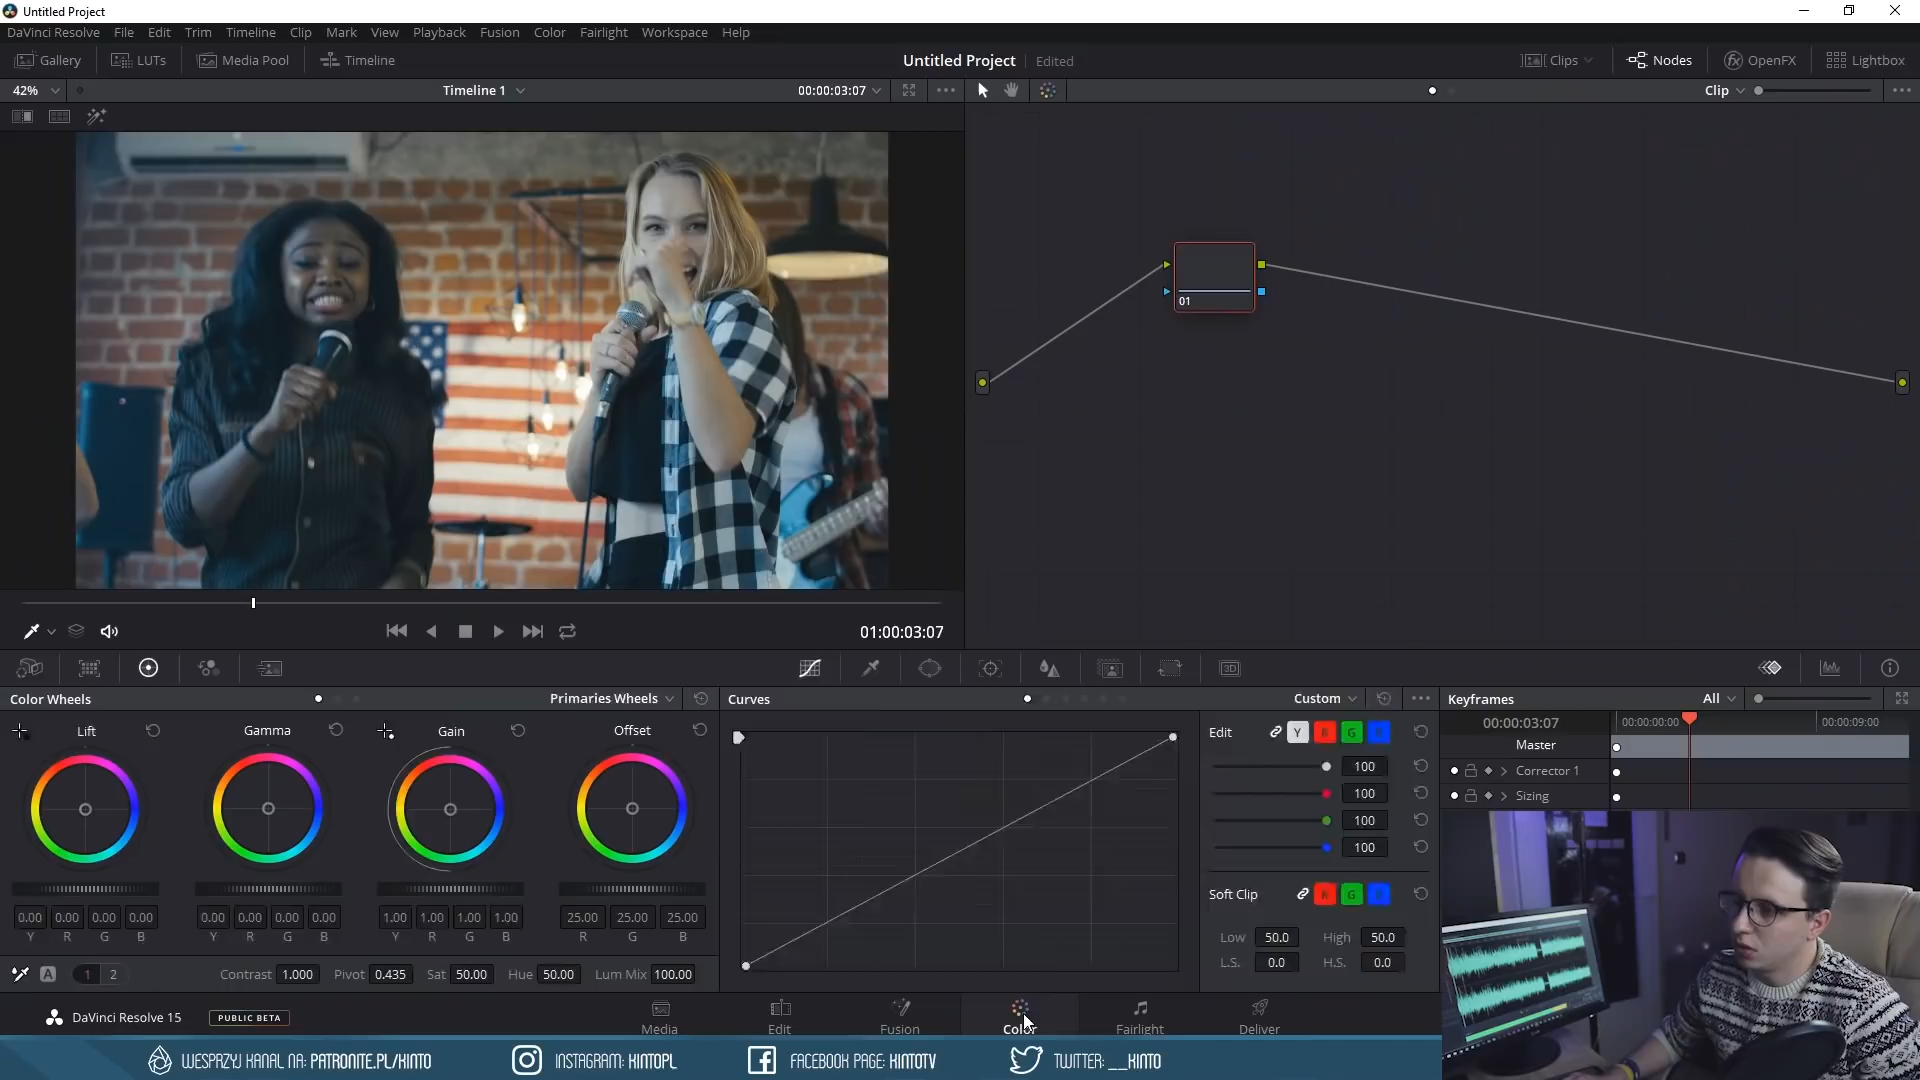 Untitled Project
DaVinci Resolve File Edit Trim Timeline Clip Mark View Playback Fusion Color Fairlight Workspace Help
Gallery LUTs Media Pool Timeline Untitled Project Edited Clips Nodes OpenFX Lightbox
42% Timeline 1 00:00:03:07 Clip
01
01:00:03:07
3D
Color Wheels Primaries Wheels Curves Custom Keyframes All
Lift Gamma Gain Offset
Edit Y R G B
100
100
100
100
Soft Clip R G B
Low 50.0 High 50.0
L.S. 0.0 H.S. 0.0
00:00:03:07 00:00:00:00 00:00:09:00
Master
Corrector 1
Sizing
0.00 0.00 0.00 0.00 0.00 0.00 0.00 0.00 1.00 1.00 1.00 1.00 25.00 25.00 25.00
Y R G B Y R G B Y R G B R G B
A 1 2 Contrast 1.000 Pivot 0.435 Sat 50.00 Hue 50.00 Lum Mix 100.00
DaVinci Resolve 15 PUBLIC BETA Media Edit Fusion Color Fairlight Deliver
WESPRZYJ KANAŁ NA: PATRONITE.PL/KINTO INSTAGRAM: KINTOPL FACEBOOK PAGE: KINTOTV TWITTER: __KINTO